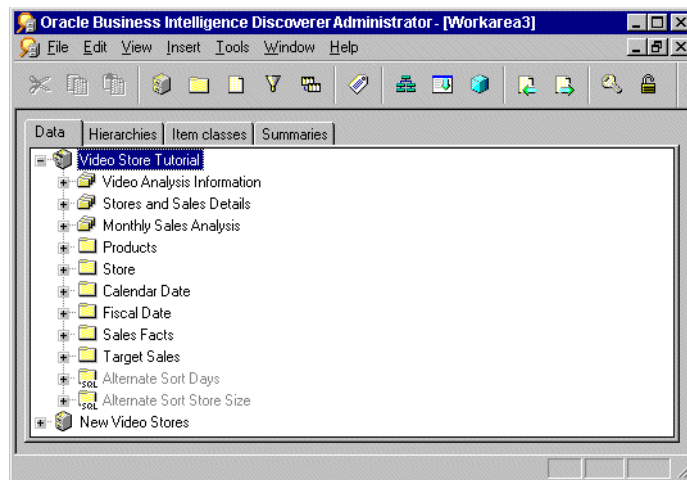 Oracle Business Intelligence Discoverer Administrator - [Workarea3]
File Edit View Insert Tools Window Help
Data Hierarchies Item classes Summaries
Video Store Tutorial
Video Analysis Information
Stores and Sales Details
Monthly Sales Analysis
Products
Store
Calendar Date
Fiscal Date
Sales Facts
Target Sales
SQL Alternate Sort Days
SQL Alternate Sort Store Size
New Video Stores